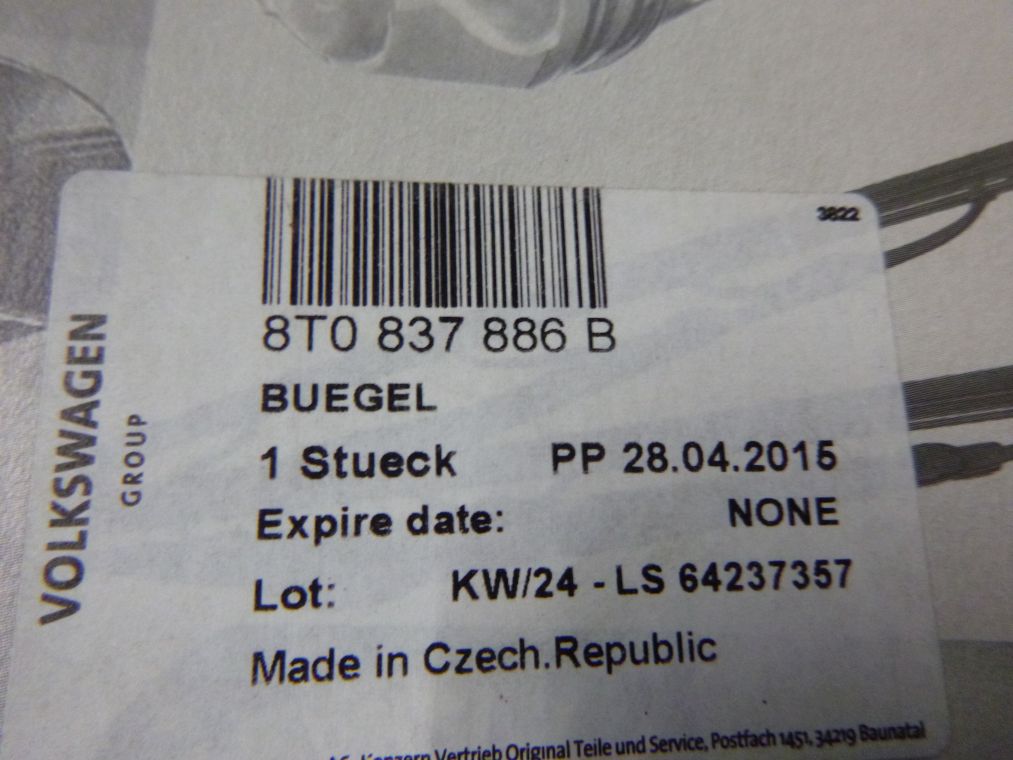 3822
8T0 837 886 B
BUEGEL
1 Stueck PP 28.04.2015
Expire date: NONE
Lot: KW/24 - LS 64237357
Made in Czech.Republic
Vertrieb Original Teile und Service, Postfach 1451, 34219 Baunatal
VOLKSWAGEN
GROUP